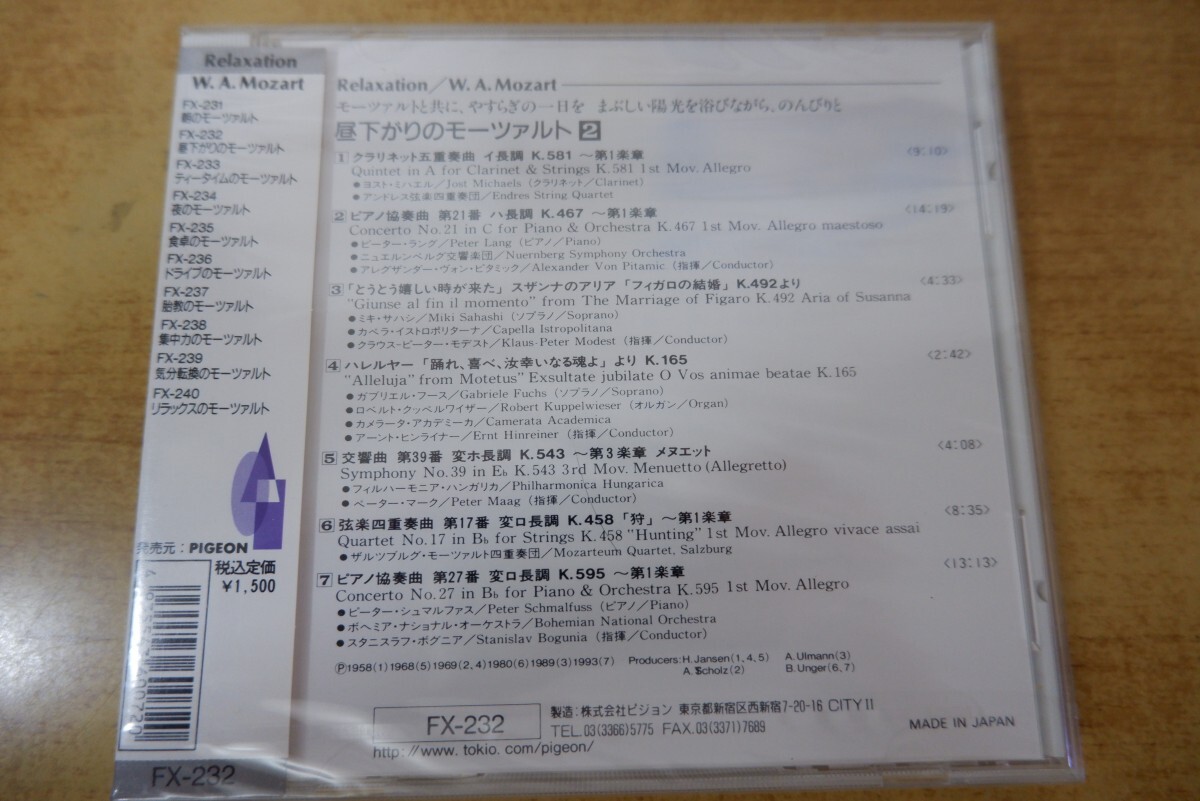 Relaxation
W. A. Mozart
FX-231
朝のモーツァルト
FX-232
昼下がりのモーツァルト
FX-233
ティータイムのモーツァルト
FX-234
夜のモーツァルト
FX-235
食卓のモーツァルト
FX-236
ドライブのモーツァルト
FX-237
胎教のモーツァルト
FX-238
集中力のモーツァルト
FX-239
気分転換のモーツァルト
FX-240
リラックスのモーツァルト
発売元：PIGEON
税込定価
¥1,500
FX-232
Relaxation／W. A. Mozart
モーツァルトと共に、やすらぎの一日を まぶしい陽光を浴びながら、のんびりと
昼下がりのモーツァルト 2
1 クラリネット五重奏曲 イ長調 K.581 〜第1楽章 〈9:10〉
Quintet in A for Clarinet & Strings K.581 1st Mov. Allegro
●ヨスト・ミハエル／Jost Michaels（クラリネット／Clarinet）
●アンドレス弦楽四重奏団／Endres String Quartet
2 ピアノ協奏曲 第21番 ハ長調 K.467 〜第1楽章 〈14:19〉
Concerto No.21 in C for Piano & Orchestra K.467 1st Mov. Allegro maestoso
●ピーター・ラング／Peter Lang（ピアノ／Piano）
●ニュエルンベルグ交響楽団／Nuernberg Symphony Orchestra
●アレグザンダー・ヴォン・ピタミック／Alexander Von Pitamic（指揮／Conductor）
3 「とうとう嬉しい時が来た」 スザンナのアリア 「フィガロの結婚」 K.492より 〈4:33〉
"Giunse al fin il momento" from The Marriage of Figaro K.492 Aria of Susanna
●ミキ・サハシ／Miki Sahashi（ソプラノ／Soprano）
●カペラ・イストロポリターナ／Capella Istropolitana
●クラウス-ピーター・モデスト／Klaus-Peter Modest（指揮／Conductor）
4 ハレルヤー 「踊れ、喜べ、汝幸いなる魂よ」 より K.165 〈2:42〉
"Alleluja" from Motetus" Exsultate jubilate O Vos animae beatae K.165
●ガブリエル・フース／Gabriele Fuchs（ソプラノ／Soprano）
●ロベルト・クッペルワイザー／Robert Kuppelwieser（オルガン／Organ）
●カメラータ・アカデミーカ／Camerata Academica
●アーント・ヒンライナー／Ernt Hinreiner（指揮／Conductor）
5 交響曲 第39番 変ホ長調 K.543 〜第3楽章 メヌエット 〈4:08〉
Symphony No.39 in E♭ K.543 3rd Mov. Menuetto (Allegretto)
●フィルハーモニア・ハンガリカ／Philharmonica Hungarica
●ペーター・マーク／Peter Maag（指揮／Conductor）
6 弦楽四重奏曲 第17番 変ロ長調 K.458 「狩」 〜第1楽章 〈8:35〉
Quartet No.17 in B♭ for Strings K.458 "Hunting" 1st Mov. Allegro vivace assai
●ザルツブルグ・モーツァルト四重奏団／Mozarteum Quartet, Salzburg
7 ピアノ協奏曲 第27番 変ロ長調 K.595 〜第1楽章 〈13:13〉
Concerto No.27 in B♭ for Piano & Orchestra K.595 1st Mov. Allegro
●ピーター・シュマルファス／Peter Schmalfuss（ピアノ／Piano）
●ボヘミア・ナショナル・オーケストラ／Bohemian National Orchestra
●スタニスラフ・ボグニア／Stanislav Bogunia（指揮／Conductor）
Ⓟ1958(1) 1968(5) 1969(2, 4) 1980(6) 1989(3) 1993(7) Producers: H. Jansen(1, 4, 5) A. Ulmann(3)
A. Scholz(2) B. Unger(6, 7)
FX-232
製造：株式会社ピジョン 東京都新宿区西新宿7-20-16 CITY II
TEL. 03(3366)5775 FAX. 03(3371)7689
http://www. tokio. com/pigeon/
MADE IN JAPAN